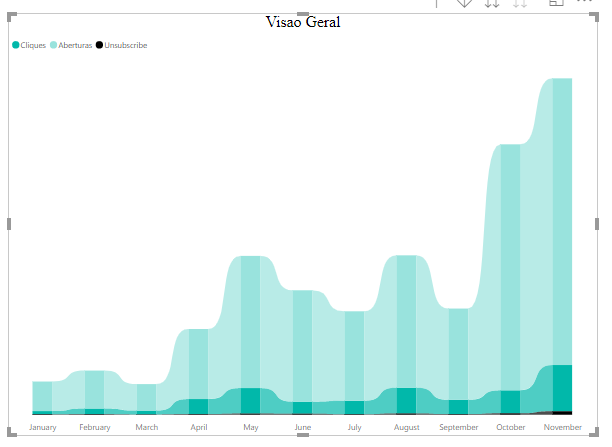 Visao Geral
Cliques Aberturas Unsubscribe
January February March April May June July August September October November